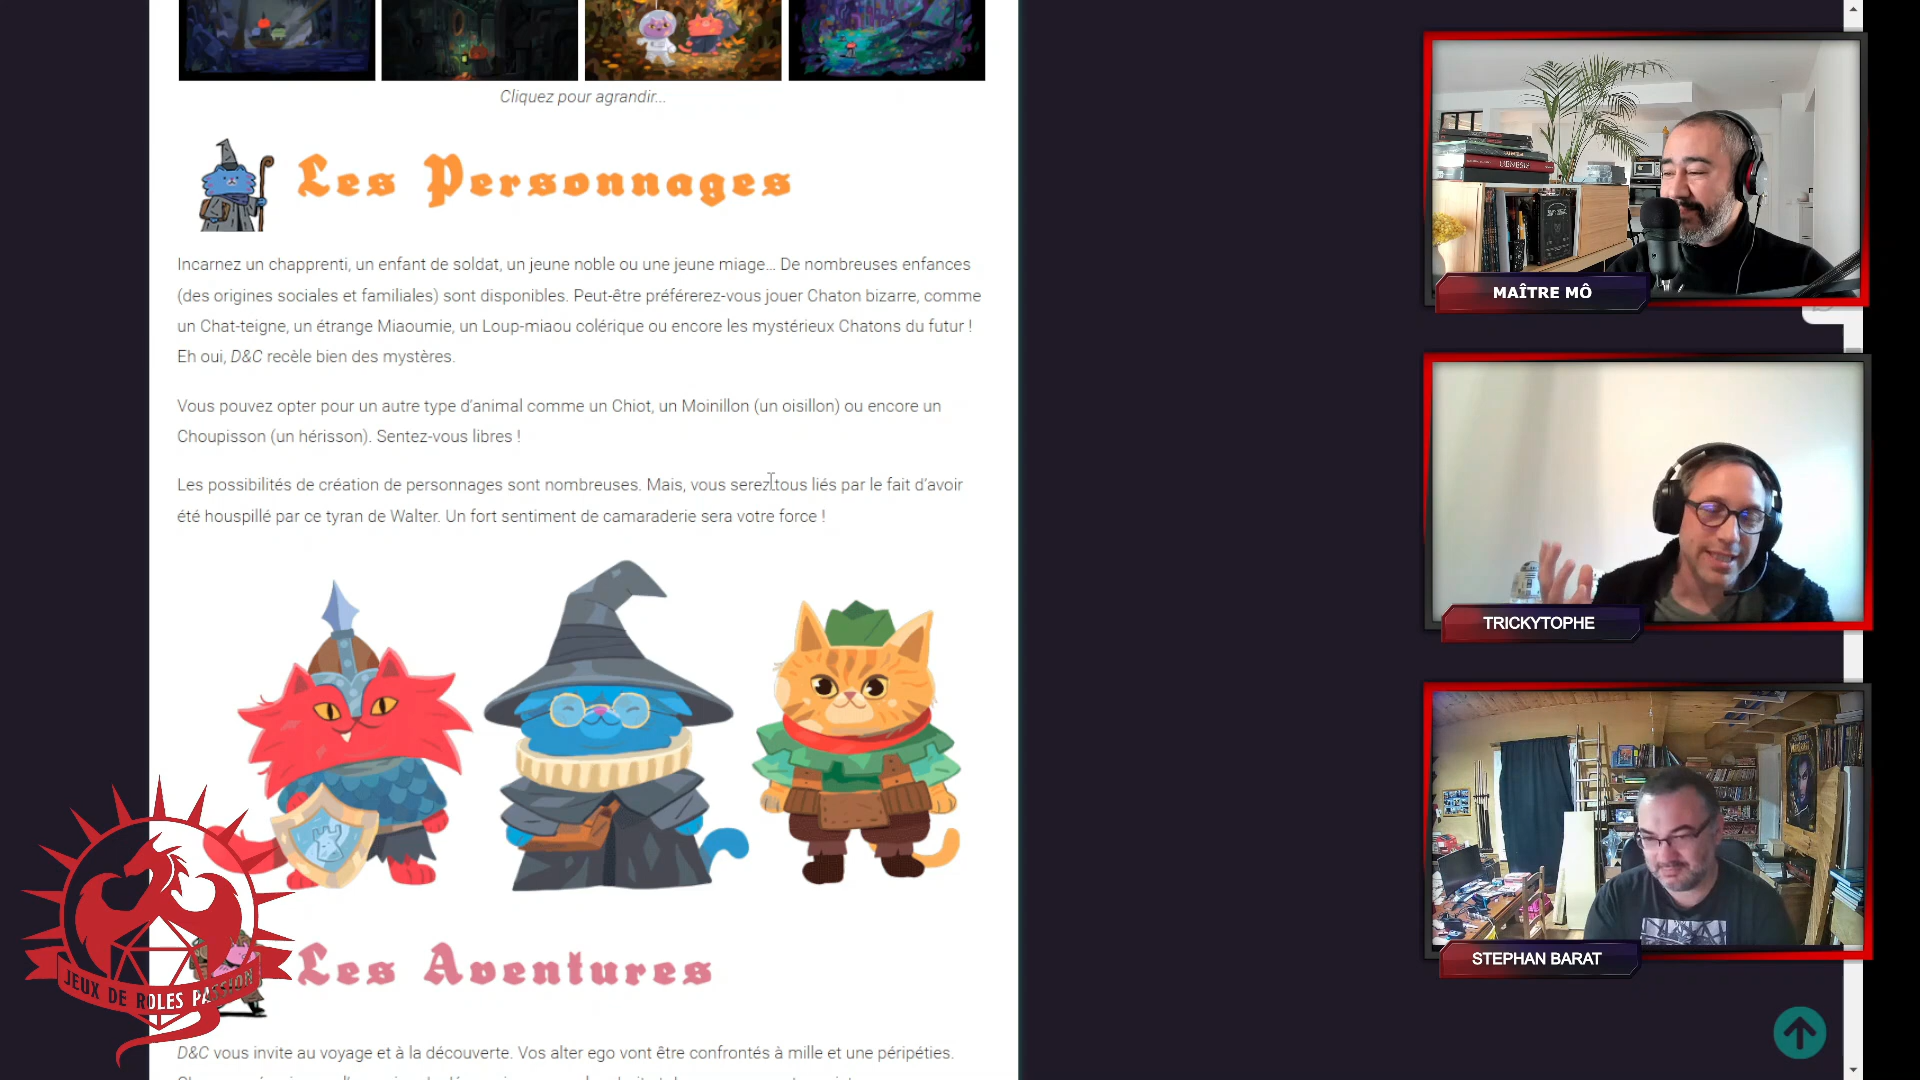 Cliquez pour agrandir...
Les Personnages
Incarnez un chapprenti, un enfant de soldat, un jeune noble ou une jeune miage... De nombreuses enfances
(des origines sociales et familiales) sont disponibles. Peut-être préférerez-vous jouer Chaton bizarre, comme
un Chat-teigne, un étrange Miaoumie, un Loup-miaou colérique ou encore les mystérieux Chatons du futur !
Eh oui, D&C recèle bien des mystères.
Vous pouvez opter pour un autre type d'animal comme un Chiot, un Moinillon (un oisillon) ou encore un
Choupisson (un hérisson). Sentez-vous libres !
Les possibilités de création de personnages sont nombreuses. Mais, vous serez tous liés par le fait d'avoir
été houspillé par ce tyran de Walter. Un fort sentiment de camaraderie sera votre force !
Les Aventures
D&C vous invite au voyage et à la découverte. Vos alter ego vont être confrontés à mille et une péripéties.
JEUX DE ROLES PASSION
GENESIS
MAÎTRE MÔ
TRICKYTOPHE
STEPHAN BARAT